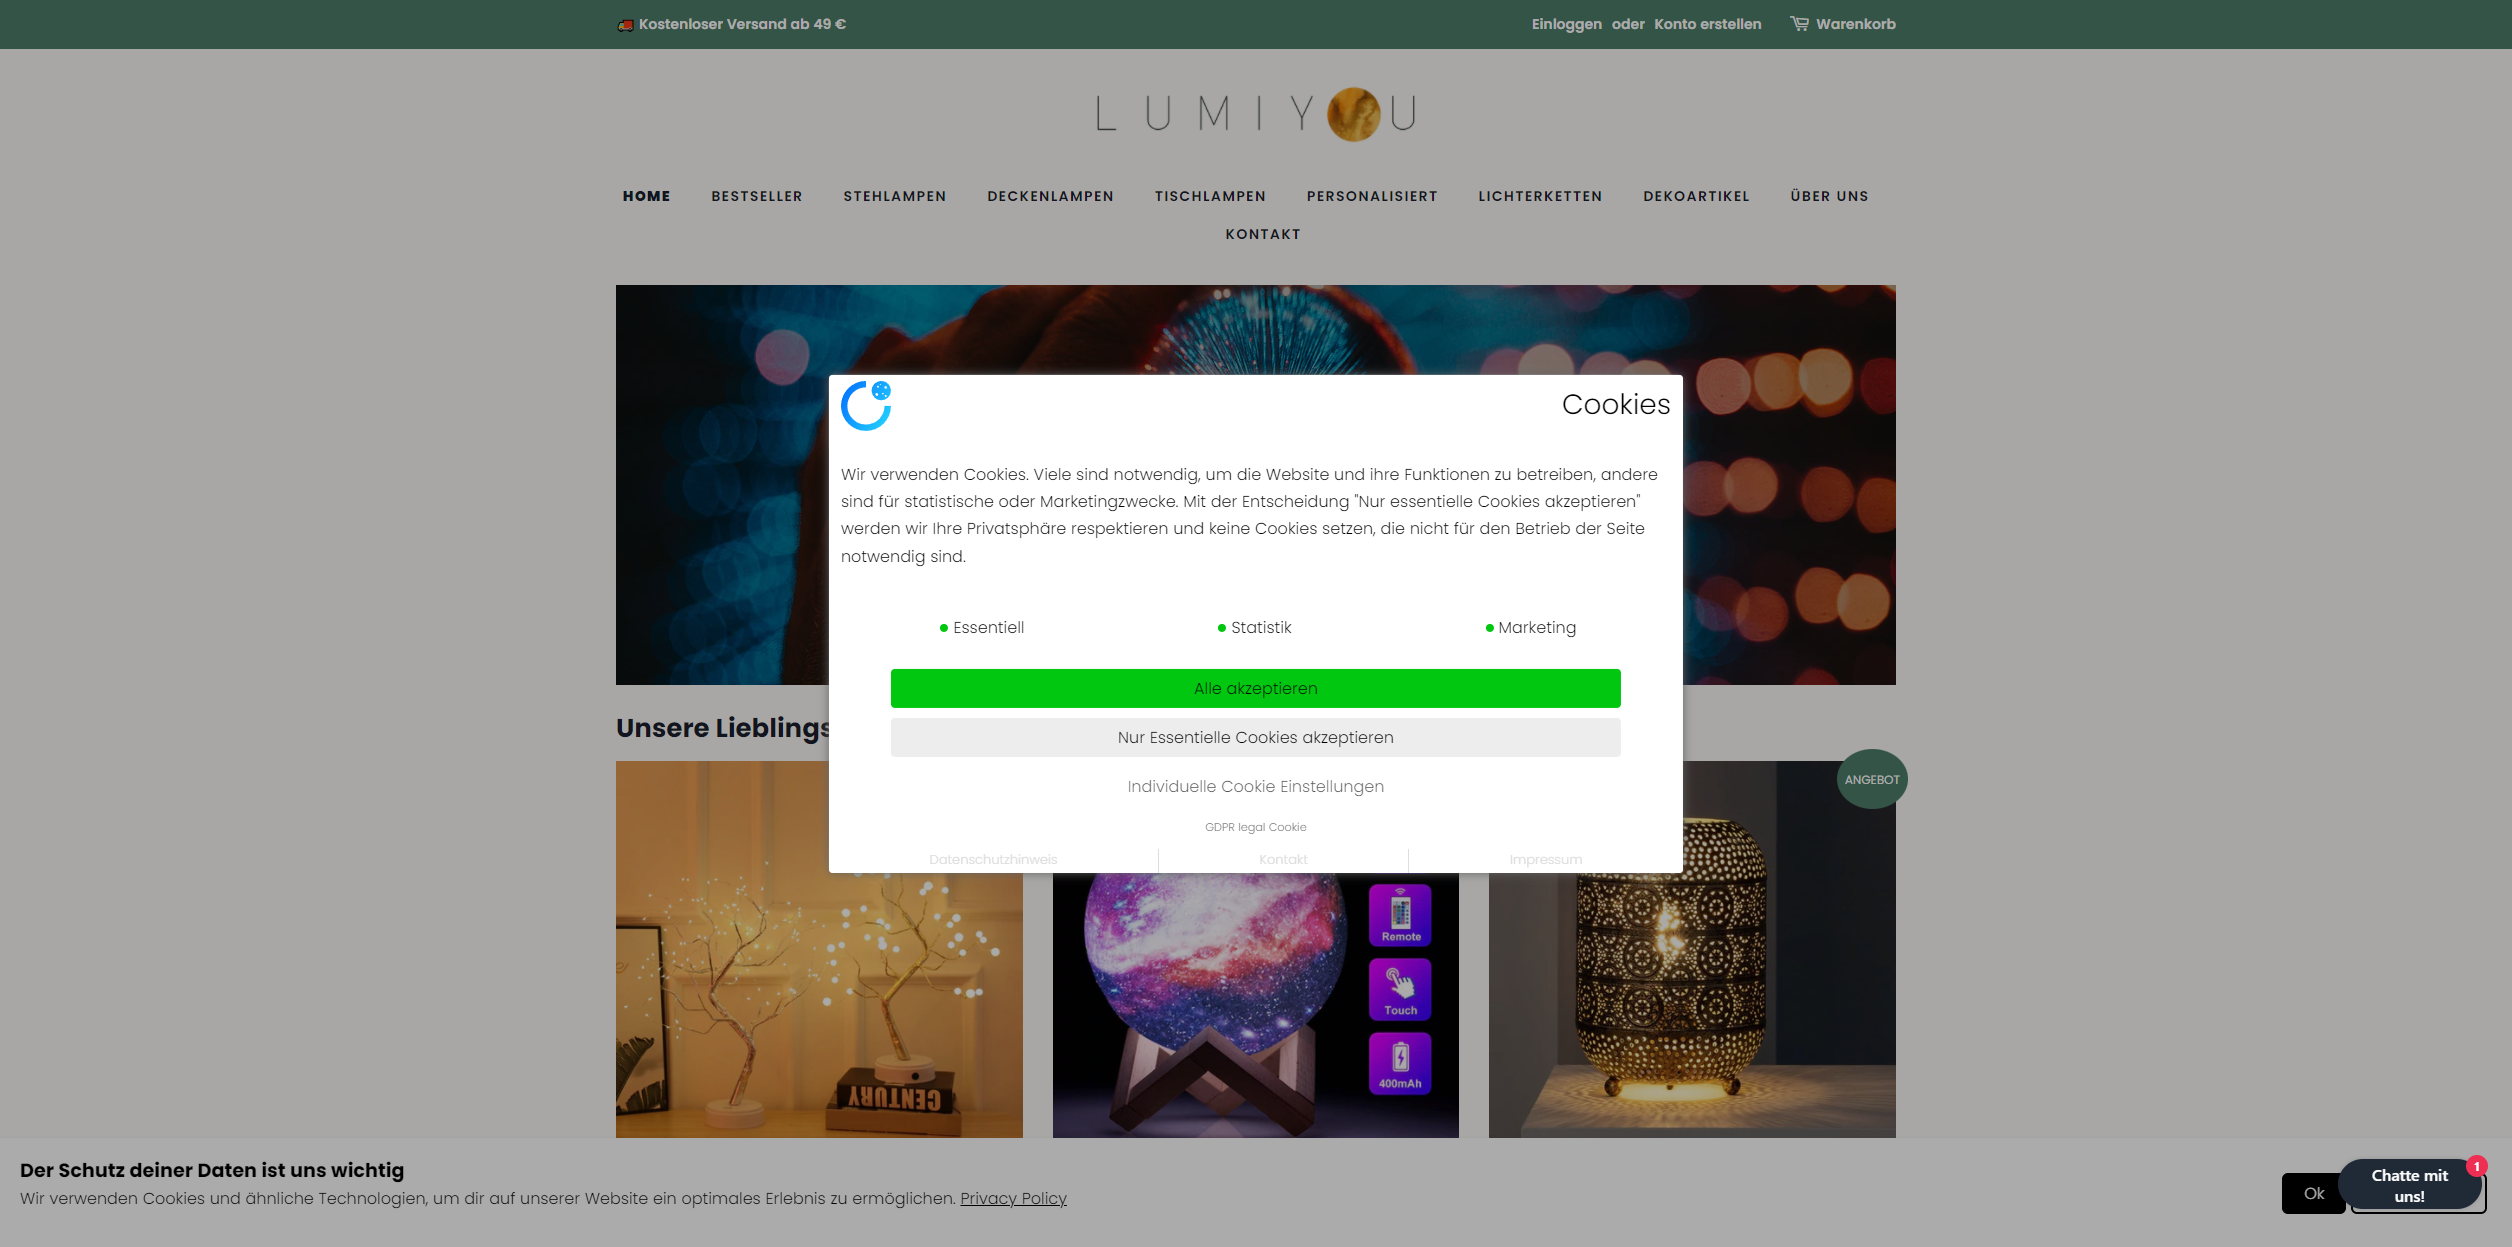 Kostenloser Versand ab 49 €
Einloggen oder Konto erstellen Warenkorb
LUMIYOU
HOME BESTSELLER STEHLAMPEN DECKENLAMPEN TISCHLAMPEN PERSONALISIERT LICHTERKETTEN DEKOARTIKEL ÜBER UNS
KONTAKT
Cookies
Wir verwenden Cookies. Viele sind notwendig, um die Website und ihre Funktionen zu betreiben, andere
sind für statistische oder Marketingzwecke. Mit der Entscheidung "Nur essentielle Cookies akzeptieren"
werden wir Ihre Privatsphäre respektieren und keine Cookies setzen, die nicht für den Betrieb der Seite
notwendig sind.
Essentiell Statistik Marketing
Alle akzeptieren
Nur Essentielle Cookies akzeptieren
Individuelle Cookie Einstellungen
GDPR legal Cookie
Datenschutzhinweis Kontakt Impressum
Unsere Lieblings
ANGEBOT
Remote
Touch
400mAh
CENTURY
Der Schutz deiner Daten ist uns wichtig
Wir verwenden Cookies und ähnliche Technologien, um dir auf unserer Website ein optimales Erlebnis zu ermöglichen. Privacy Policy
Ok
Chatte mit
uns!
1